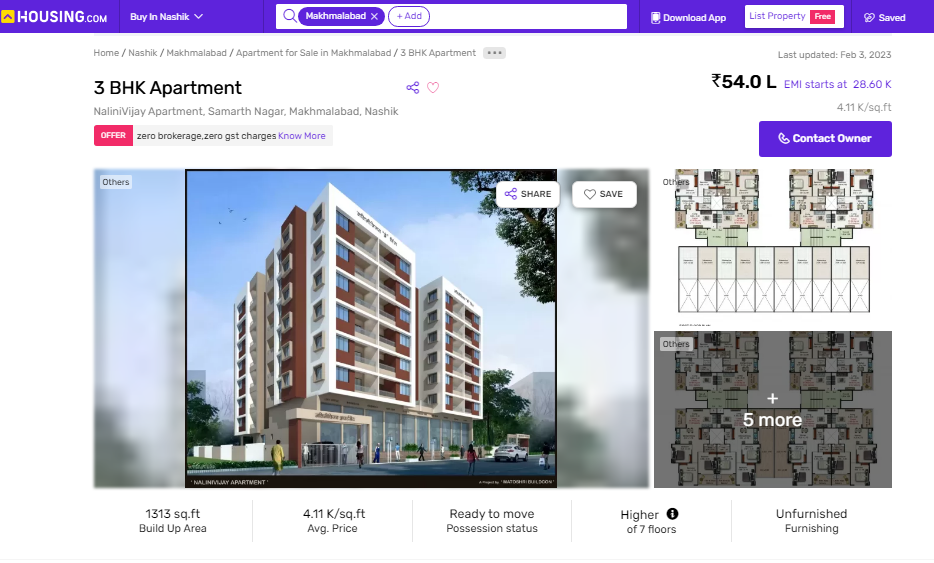 HOUSING.COM
Buy In Nashik
Makhmalabad
+ Add
Download App
List Property Free
Saved
Home / Nashik / Makhmalabad / Apartment for Sale in Makhmalabad / 3 BHK Apartment
Last updated: Feb 3, 2023
3 BHK Apartment
₹54.0 L EMI starts at 28.60 K
NaliniVijay Apartment, Samarth Nagar, Makhmalabad, Nashik
4.11 K/sq.ft
OFFER zero brokerage,zero gst charges Know More
Contact Owner
Others
SHARE
SAVE
Others
Others
+
5 more
' NALINIVIJAY APARTMENT '
A Project by : ' MATOSHRI BUILDCON '
1313 sq.ft
Build Up Area
4.11 K/sq.ft
Avg. Price
Ready to move
Possession status
Higher
of 7 floors
Unfurnished
Furnishing